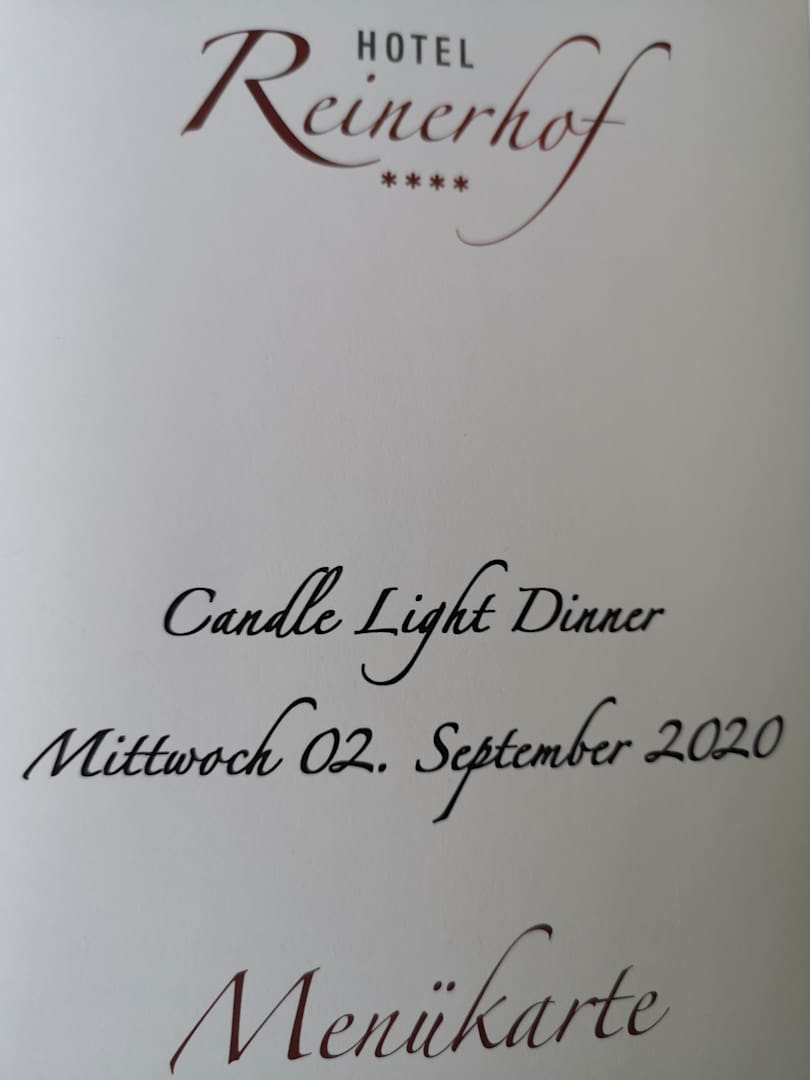 HOTEL
Reinerhof
****
Candle Light Dinner
Mittwoch 02. September 2020
Menükarte